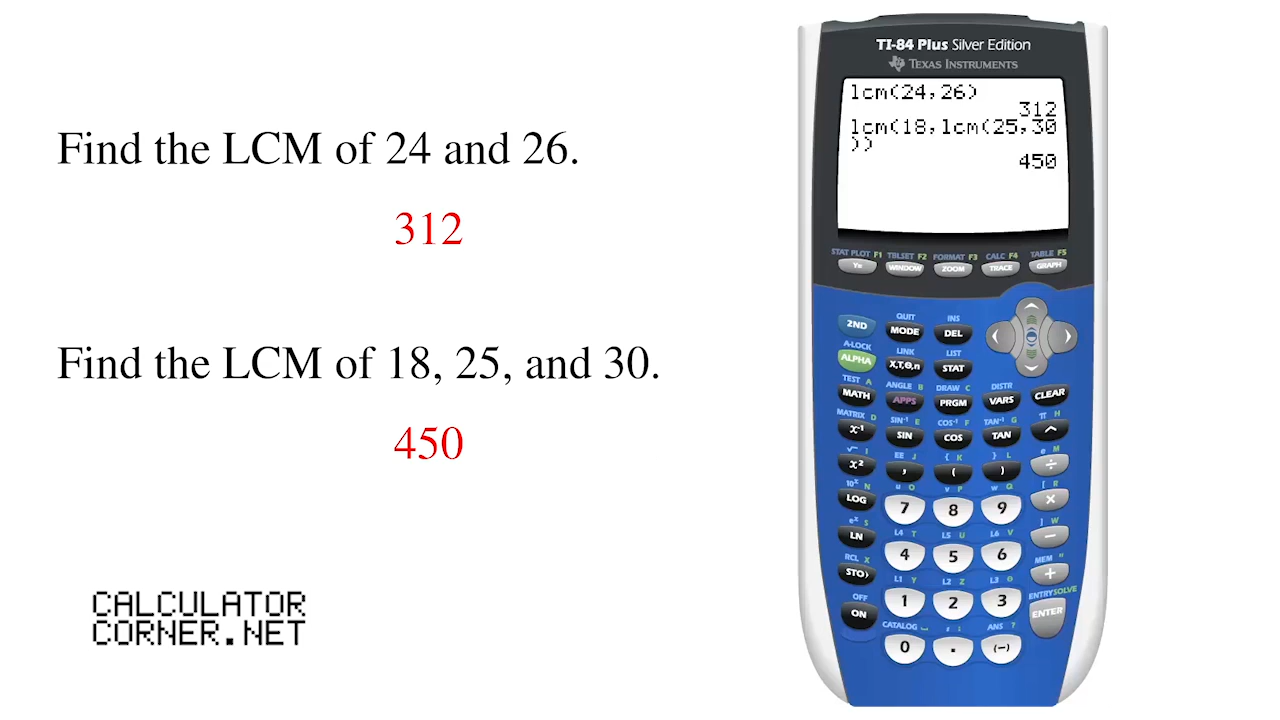 Find the LCM of 24 and 26.
312
Find the LCM of 18, 25, and 30.
450
CALCULATOR
CORNER.NET
TI-84 Plus Silver Edition
TEXAS INSTRUMENTS
lcm(24,26)
312
lcm(18,lcm(25,30
))
450
STAT PLOT F1 TBLSET F2 FORMAT F3 CALC F4 TABLE F5
Y= WINDOW ZOOM TRACE GRAPH
QUIT INS
2ND MODE DEL
A-LOCK LINK LIST
ALPHA X,T,Θ,n STAT
TEST A ANGLE B DRAW C DISTR
MATH APPS PRGM VARS CLEAR
MATRIX D SIN⁻¹ E COS⁻¹ F TAN⁻¹ G π H
x⁻¹ SIN COS TAN ^
√ I EE J { K } L e M
x² , ( ) ÷
10ˣ N u O v P w Q [ R
LOG 7 8 9 ×
eˣ S L4 T L5 U L6 V ] W
LN 4 5 6 −
RCL X L1 Y L2 Z L3 θ MEM "
STO› 1 2 3 +
OFF CATALOG ⎵ i : ANS ? ENTRY SOLVE
ON 0 . (−) ENTER